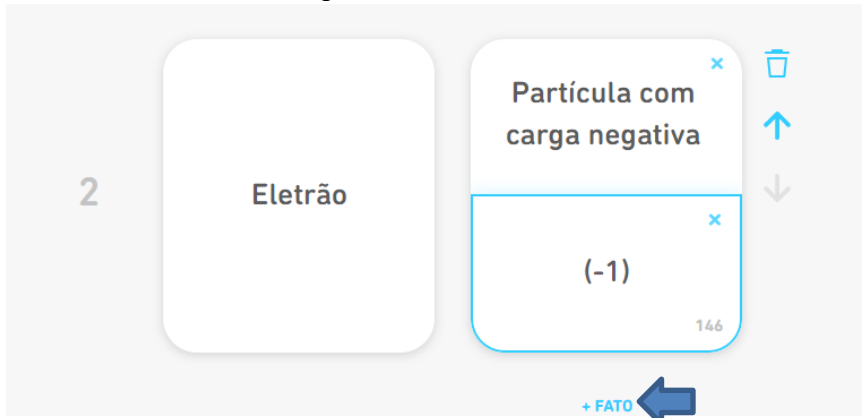 2
Eletrão
Partícula com
carga negativa
(-1)
146
+ FATO